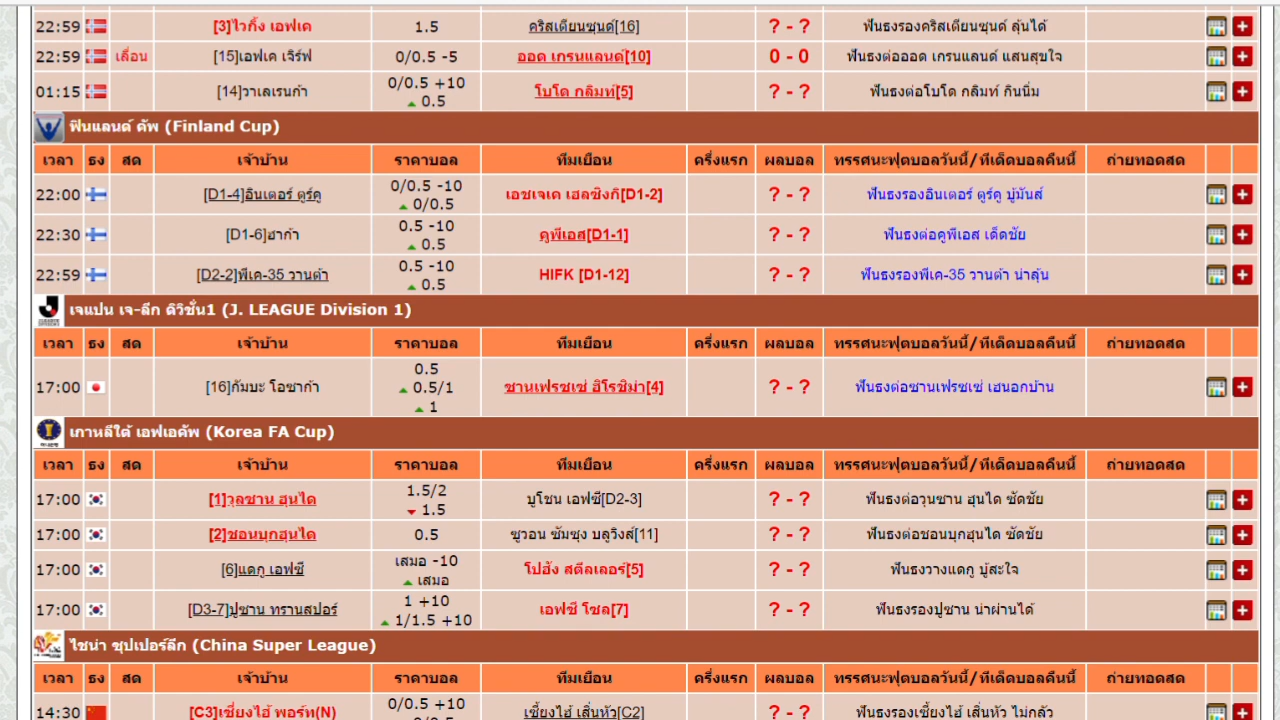 22:59 [3]ไวกิ้ง เอฟเค 1.5 คริสเตียนซุนด์[16] ? - ? ฟันธงรองคริสเตียนซุนด์ ลุ้นได้
22:59 เลื่อน [15]เอฟเค เจิร์ฟ 0/0.5 -5 ออด เกรนแลนด์[10] 0 - 0 ฟันธงต่อออด เกรนแลนด์ แสนสุขใจ
01:15 [14]วาเลเรนก้า 0/0.5 +10 โบโด กลิมท์[5] ? - ? ฟันธงต่อโบโด กลิมท์ กินนิ่ม
0.5
ฟินแลนด์ คัพ (Finland Cup)
เวลา ธง สด เจ้าบ้าน ราคาบอล ทีมเยือน ครึ่งแรก ผลบอล ทรรศนะฟุตบอลวันนี้/ทีเด็ดบอลคืนนี้ ถ่ายทอดสด
22:00 [D1-4]อินเตอร์ ตูร์คู 0/0.5 -10 เอชเจเค เฮลซิงกิ[D1-2] ? - ? ฟันธงรองอินเตอร์ ตูร์คู บู๊มันส์
0/0.5
22:30 [D1-6]ฮาก้า 0.5 -10 คูพีเอส[D1-1] ? - ? ฟันธงต่อคูพีเอส เด็ดชัย
0.5
22:59 [D2-2]พีเค-35 วานต้า 0.5 -10 HIFK [D1-12] ? - ? ฟันธงรองพีเค-35 วานต้า น่าลุ้น
0.5
เจแปน เจ-ลีก ดิวิชั่น1 (J. LEAGUE Division 1)
เวลา ธง สด เจ้าบ้าน ราคาบอล ทีมเยือน ครึ่งแรก ผลบอล ทรรศนะฟุตบอลวันนี้/ทีเด็ดบอลคืนนี้ ถ่ายทอดสด
0.5
17:00 [16]กัมบะ โอซาก้า 0.5/1 ซานเฟรซเซ่ ฮิโรชิม่า[4] ? - ? ฟันธงต่อซานเฟรซเซ่ เฮนอกบ้าน
1
เกาหลีใต้ เอฟเอคัพ (Korea FA Cup)
เวลา ธง สด เจ้าบ้าน ราคาบอล ทีมเยือน ครึ่งแรก ผลบอล ทรรศนะฟุตบอลวันนี้/ทีเด็ดบอลคืนนี้ ถ่ายทอดสด
17:00 [1]วุลซาน ฮุนได 1.5/2 บูโชน เอฟซี[D2-3] ? - ? ฟันธงต่อวุนซาน ฮุนได ซัดชัย
1.5
17:00 [2]ชอนบุกฮุนได 0.5 ซูวอน ซัมซุง บลูวิงส์[11] ? - ? ฟันธงต่อชอนบุกฮุนได ซัดชัย
17:00 [6]แดกู เอฟซี เสมอ -10 โปฮัง สตีลเลอร์[5] ? - ? ฟันธงวางแดกู บู๊สะใจ
เสมอ
17:00 [D3-7]ปูซาน ทรานสปอร์ 1 +10 เอฟซี โซล[7] ? - ? ฟันธงรองปูซาน น่าผ่านได้
1/1.5 +10
ไชน่า ซุปเปอร์ลีก (China Super League)
เวลา ธง สด เจ้าบ้าน ราคาบอล ทีมเยือน ครึ่งแรก ผลบอล ทรรศนะฟุตบอลวันนี้/ทีเด็ดบอลคืนนี้ ถ่ายทอดสด
14:30 [C3]เซี่ยงไฮ้ พอร์ท(N) 0/0.5 +10 เซี้ยงไฮ้ เสิ่นหัว[C2] ? - ? ฟันธงรองเซี้ยงไฮ้ เสิ่นหัว ไม่กลัว